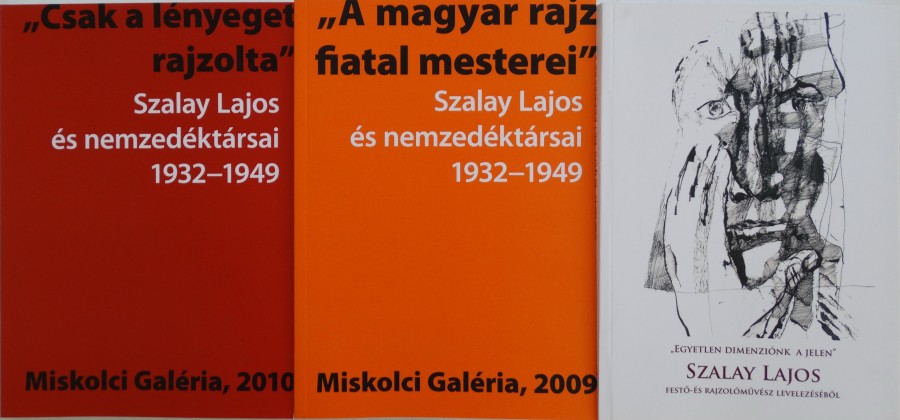 „Csak a lényeget
rajzolta”
Szalay Lajos
és nemzedéktársai
1932–1949
Miskolci Galéria, 2010
„A magyar rajz
fiatal mesterei”
Szalay Lajos
és nemzedéktársai
1932–1949
Miskolci Galéria, 2009
„EGYETLEN DIMENZIÓNK A JELEN”
SZALAY LAJOS
FESTŐ-ÉS RAJZOLÓMŰVÉSZ LEVELEZÉSÉBŐL